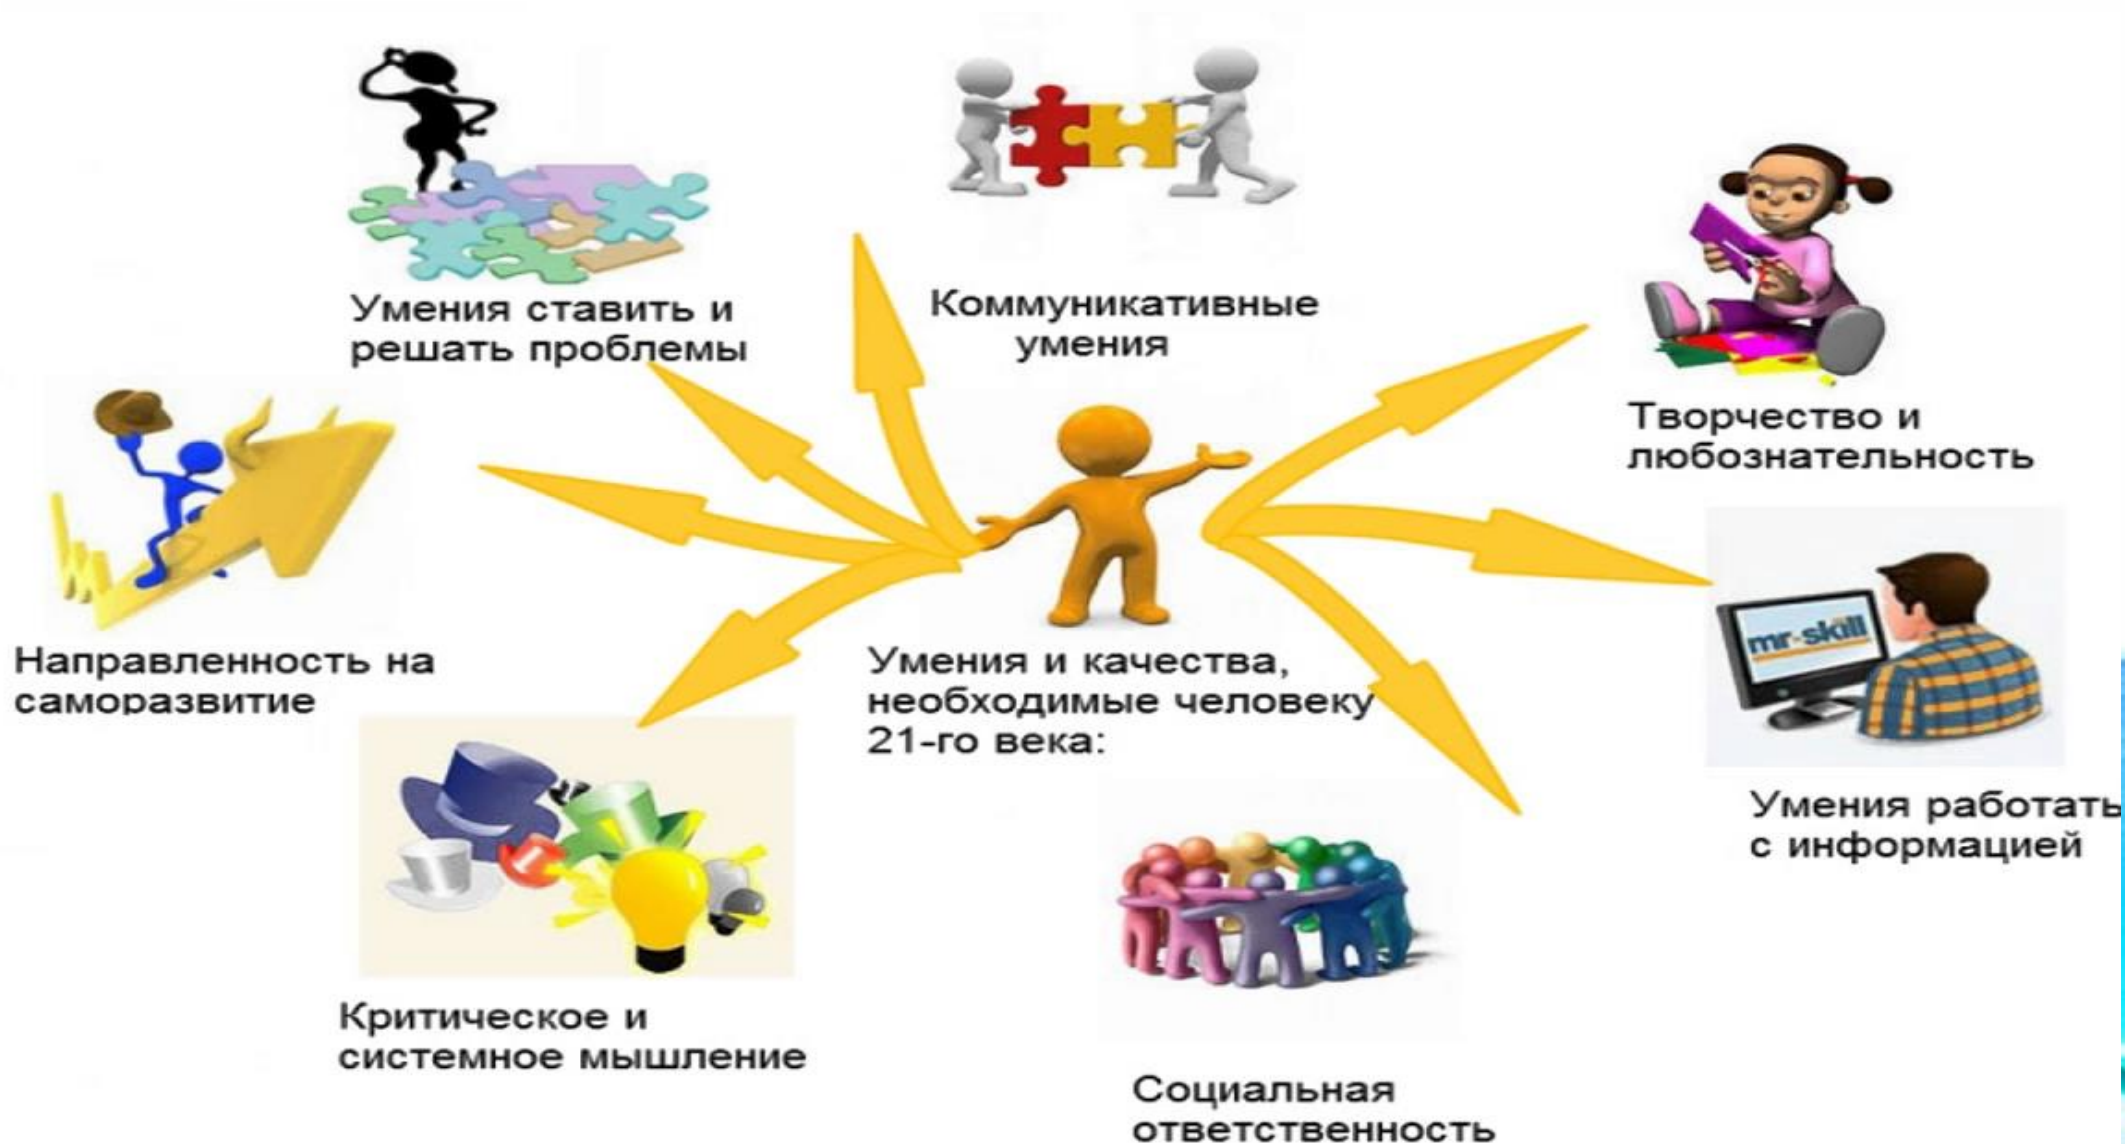 Умения ставить и
решать проблемы
Коммуникативные
умения
Творчество и
любознательность
Направленность на
саморазвитие
Умения и качества,
необходимые человеку
21-го века:
mr-skill
Умения работать
с информацией
Критическое и
системное мышление
Социальная
ответственность